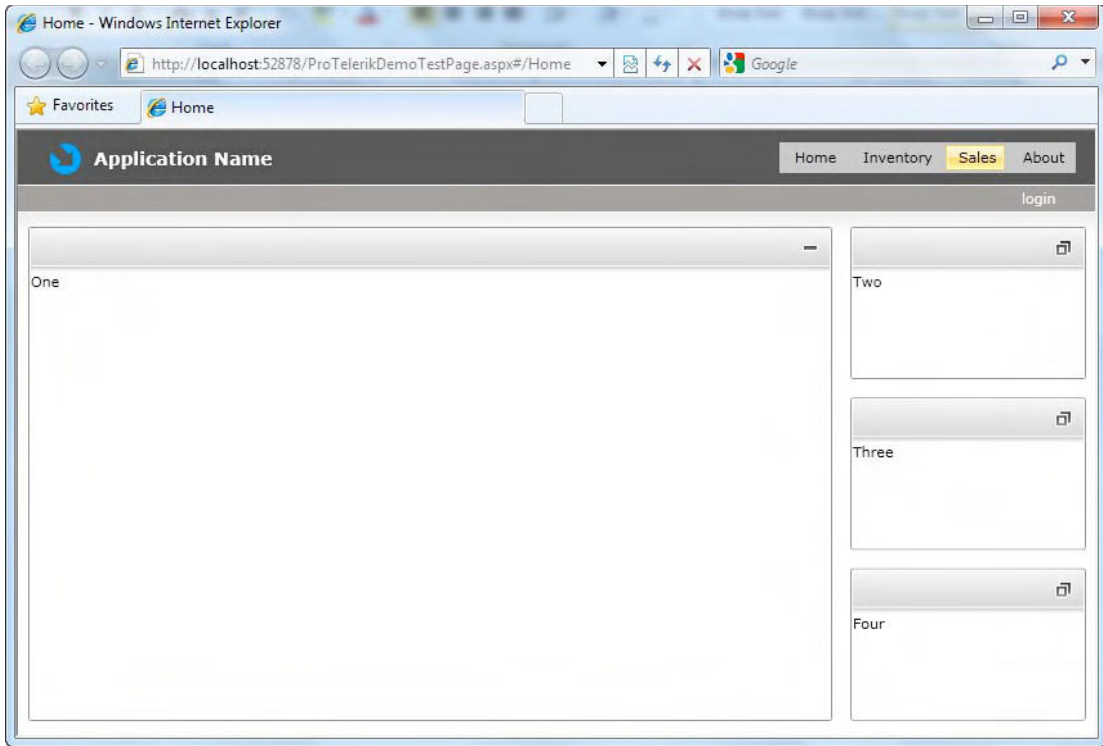 Home - Windows Internet Explorer
http://localhost:52878/ProTelerikDemoTestPage.aspx#/Home Google
Favorites Home
Application Name Home Inventory Sales About
login
One Two
Three
Four